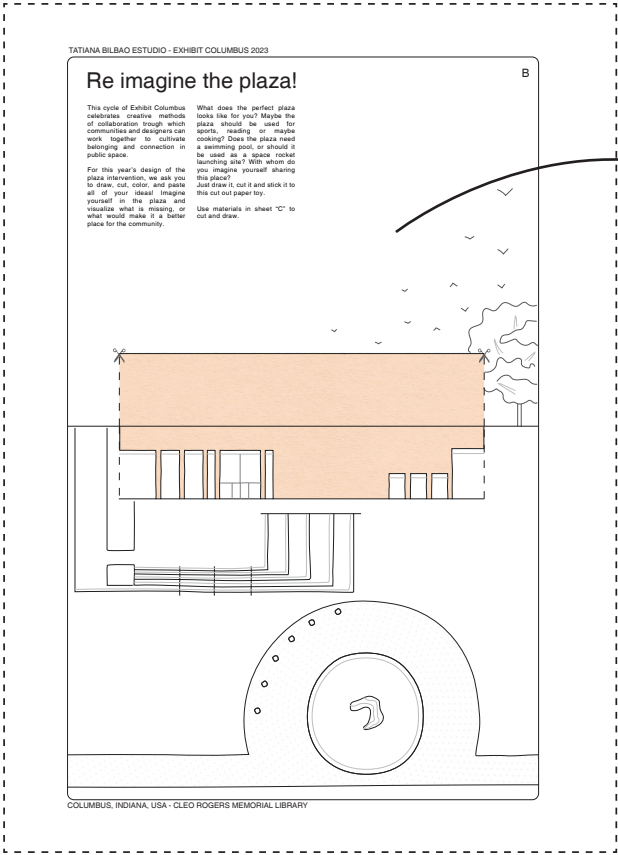 TATIANA BILBAO ESTUDIO - EXHIBIT COLUMBUS 2023
B
Re imagine the plaza!
This cycle of Exhibit Columbus
celebrates creative methods
of collaboration trough which
communities and designers can
work together to cultivate
belonging and connection in
public space.
For this year's design of the
plaza intervention, we ask you
to draw, cut, color, and paste
all of your ideas! Imagine
yourself in the plaza and
visualize what is missing, or
what would make it a better
place for the community.
What does the perfect plaza
looks like for you? Maybe the
plaza should be used for
sports, reading or maybe
cooking? Does the plaza need
a swimming pool, or should it
be used as a space rocket
launching site? With whom do
you imagine yourself sharing
this place?
Just draw it, cut it and stick it to
this cut out paper toy.
Use materials in sheet "C" to
cut and draw.
COLUMBUS, INDIANA, USA - CLEO ROGERS MEMORIAL LIBRARY